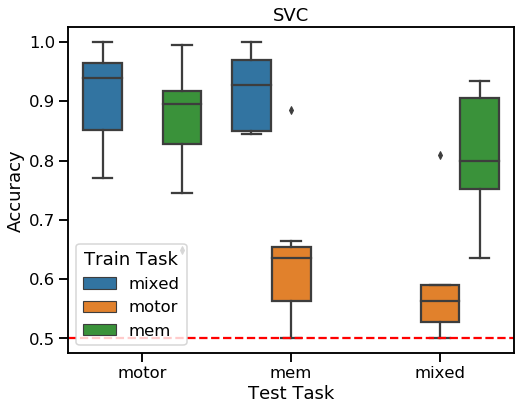 SVC
Accuracy
1.0
0.9
0.8
0.7
0.6
0.5
Train Task
mixed
motor
mem
motor
mem
mixed
Test Task